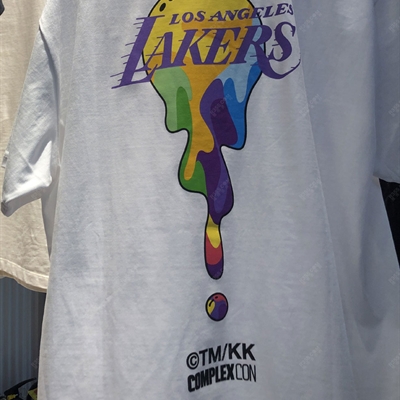 LOS ANGELES
LAKERS
©TM/KK
COMPLEXCON